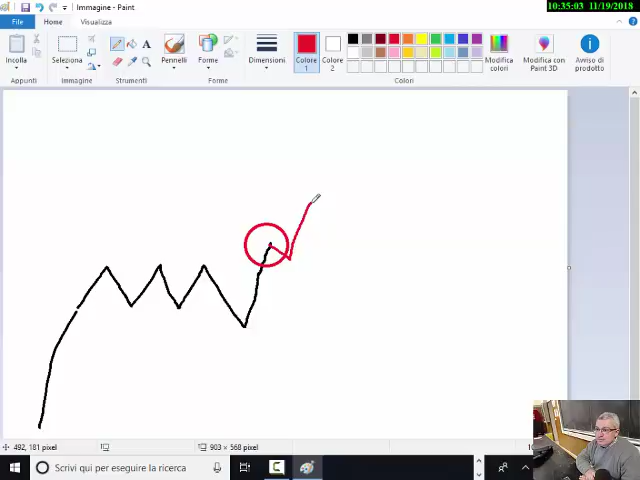 10:35:03 11/19/2018
Immagine - Paint
File
Home
Visualizza
Incolla
Seleziona
Pennelli
Forme
Dimensioni
Colore 1
Colore 2
Modifica colori
Modifica con Paint 3D
Avviso di prodotto
Appunti
Immagine
Strumenti
Forme
Colori
492, 181 pixel
903 × 568 pixel
Scrivi qui per eseguire la ricerca